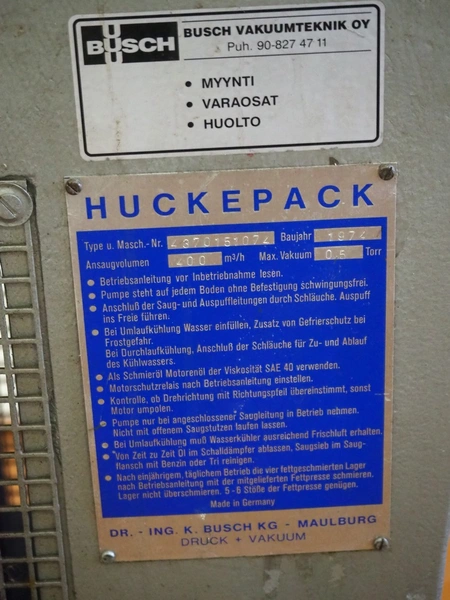 BUSCH
BUSCH VAKUUMTEKNIK OY
Puh. 90-827 47 11
• MYYNTI
• VARAOSAT
• HUOLTO
HUCKEPACK
Type u. Masch.-Nr. Baujahr 1974
Ansaugvolumen 400 m³/h Max. Vakuum 0,5 Torr
• Betriebsanleitung vor Inbetriebnahme lesen.
• Pumpe steht auf jedem Boden ohne Befestigung schwingungsfrei.
• Anschluß der Saug- und Auspuffleitungen durch Schläuche. Auspuff
ins Freie führen.
• Bei Umlaufkühlung Wasser einfüllen, Zusatz von Gefrierschutz bei
Frostgefahr.
Bei Durchlaufkühlung, Anschluß der Schläuche für Zu- und Ablauf
des Kühlwassers.
• Als Schmieröl Motorenöl der Viskosität SAE 40 verwenden.
• Motorschutzrelais nach Betriebsanleitung einstellen.
• Kontrolle, ob Drehrichtung mit Richtungspfeil übereinstimmt, sonst
Motor umpolen.
• Pumpe nur bei angeschlossener Saugleitung in Betrieb nehmen.
Nicht mit offenem Saugstutzen laufen lassen.
• Bei Umlaufkühlung muß Wasserkühler ausreichend Frischluft erhalten.
• Von Zeit zu Zeit Öl im Schalldämpfer ablassen, Saugsieb im Saug-
flansch mit Benzin oder Tri reinigen.
• Nach einjährigem, täglichem Betrieb die vier fettgeschmierten Lager
nach Betriebsanleitung mit der mitgelieferten Fettpresse schmieren.
Lager nicht überschmieren. 5-6 Stöße der Fettpresse genügen.
Made in Germany
DR. - ING. K. BUSCH KG - MAULBURG
DRUCK + VAKUUM